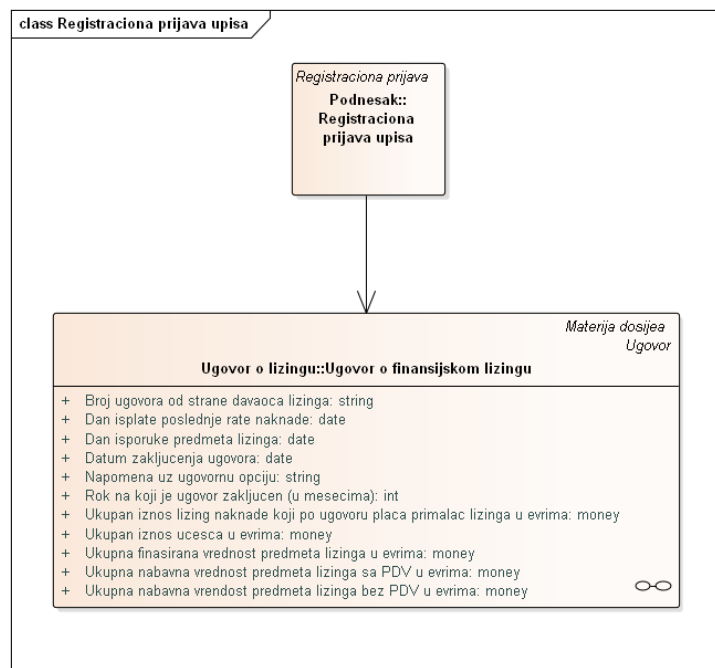 class Registraciona prijava upisa
Registraciona prijava
Podnesak::
Registraciona
prijava upisa
Materija dosijea
Ugovor
Ugovor o lizingu::Ugovor o finansijskom lizingu
+ Broj ugovora od strane davaoca lizinga: string
+ Dan isplate poslednje rate naknade: date
+ Dan isporuke predmeta lizinga: date
+ Datum zakljucenja ugovora: date
+ Napomena uz ugovornu opciju: string
+ Rok na koji je ugovor zakljucen (u mesecima): int
+ Ukupan iznos lizing naknade koji po ugovoru placa primalac lizinga u evrima: money
+ Ukupan iznos ucesca u evrima: money
+ Ukupna finasirana vrednost predmeta lizinga u evrima: money
+ Ukupna nabavna vrednost predmeta lizinga sa PDV u evrima: money
+ Ukupna nabavna vrendost predmeta lizinga bez PDV u evrima: money